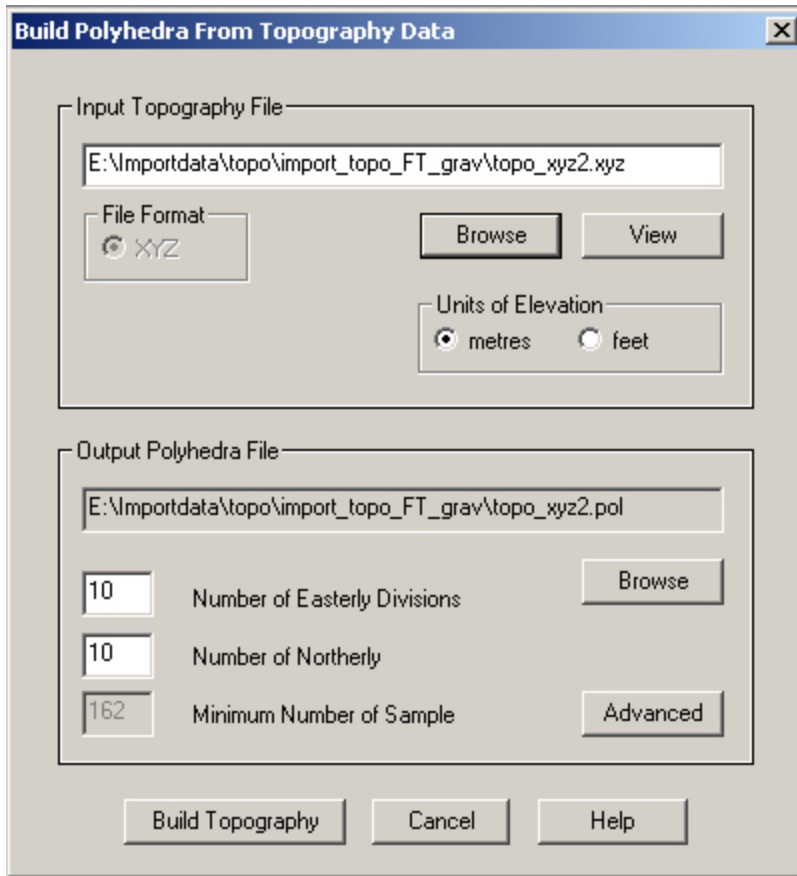 Build Polyhedra From Topography Data
Input Topography File
E:\Importdata\topo\import_topo_FT_grav\topo_xyz2.xyz
File Format
XYZ
Browse
View
Units of Elevation
metres
feet
Output Polyhedra File
E:\Importdata\topo\import_topo_FT_grav\topo_xyz2.pol
10 Number of Easterly Divisions
Browse
10 Number of Northerly
162 Minimum Number of Sample
Advanced
Build Topography
Cancel
Help